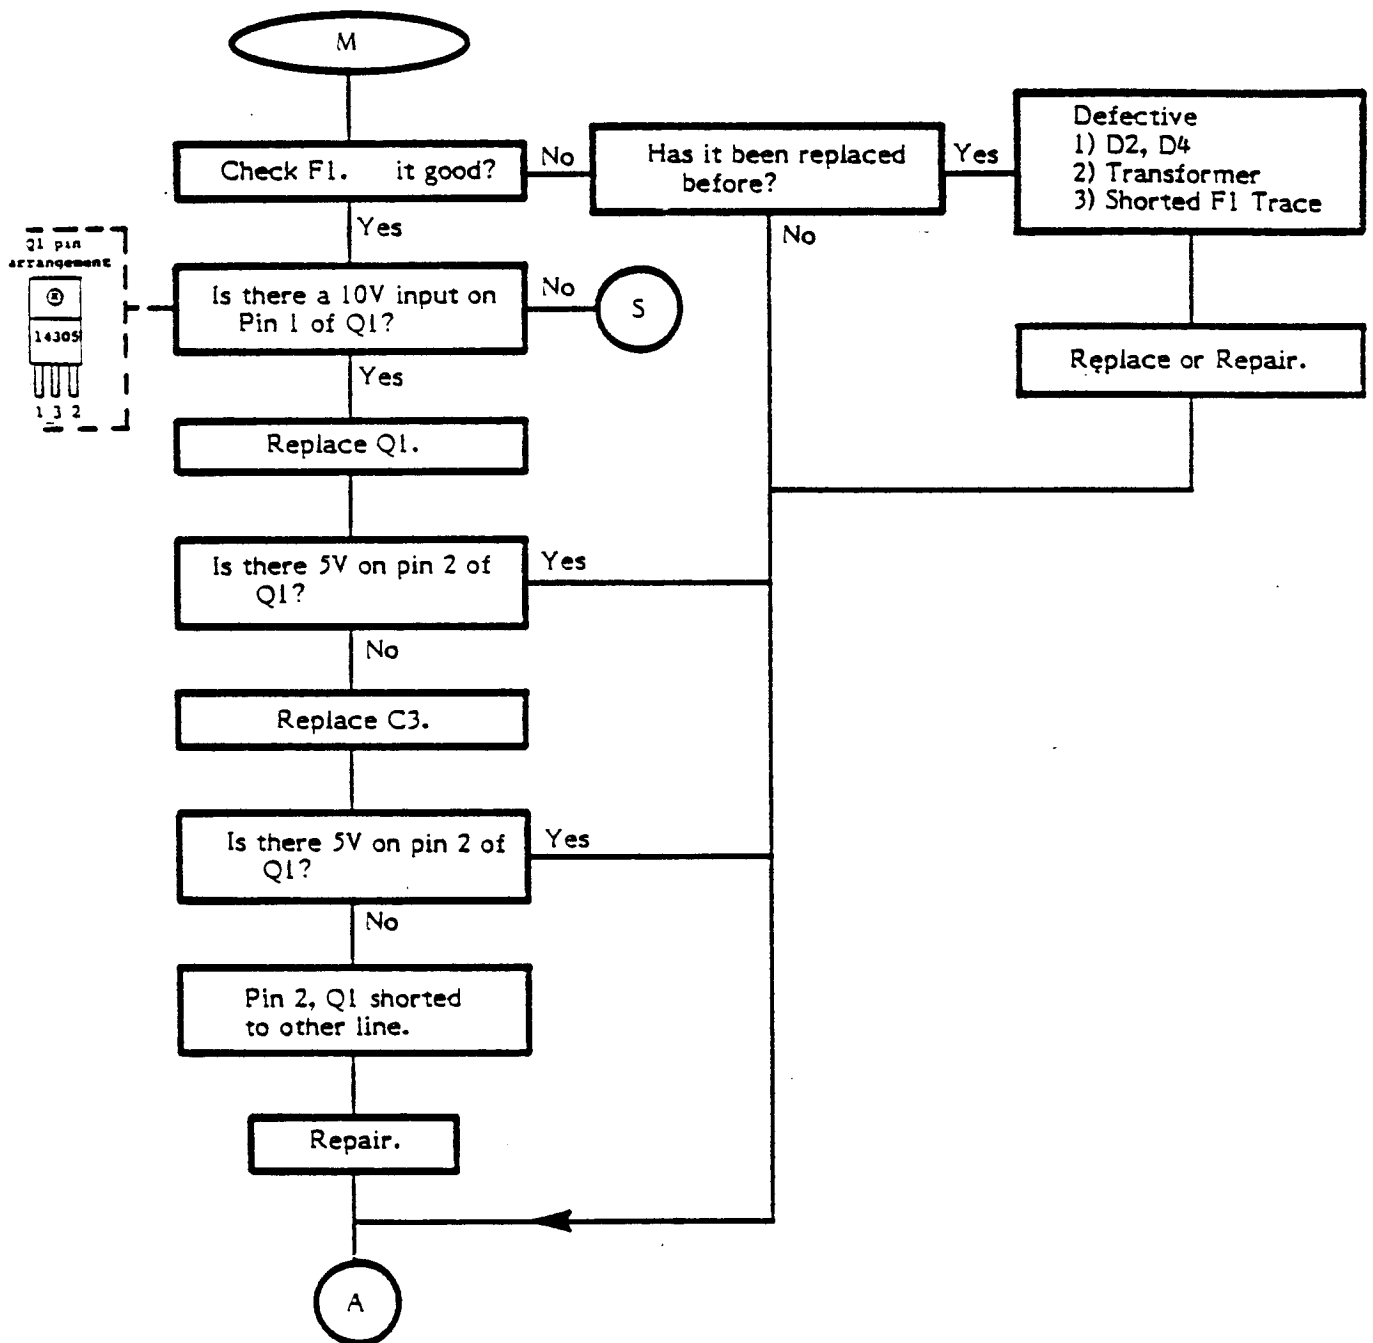 M
Check F1. it good?
No
Has it been replaced
before?
Yes
Defective
1) D2, D4
2) Transformer
3) Shorted F1 Trace
Yes
No
Q1 pin
arrangement
14305
1 3 2
Is there a 10V input on
Pin 1 of Q1?
No
S
Replace or Repair.
Yes
Replace Q1.
Is there 5V on pin 2 of
Q1?
Yes
No
Replace C3.
Is there 5V on pin 2 of
Q1?
Yes
No
Pin 2, Q1 shorted
to other line.
Repair.
A